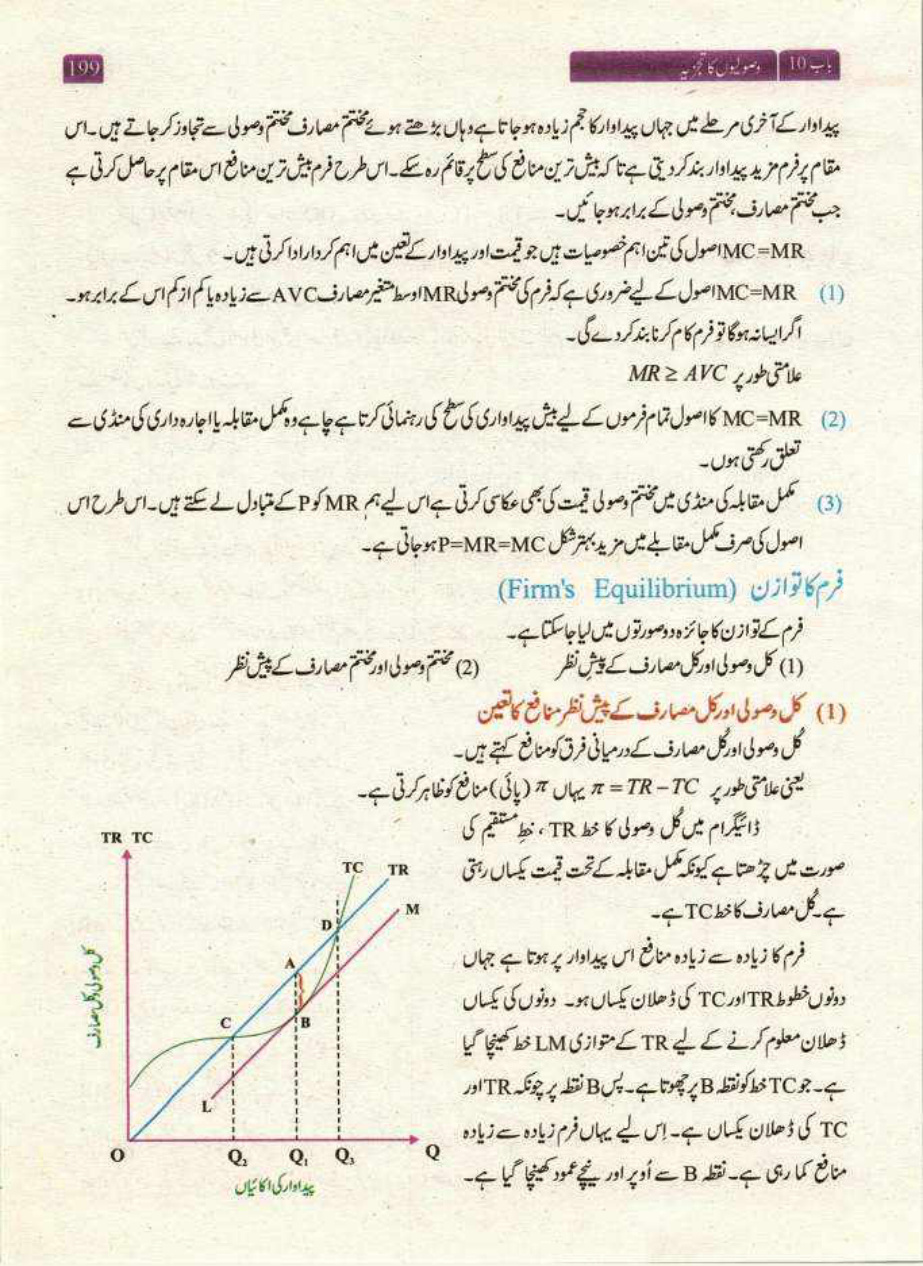 باب 10 وصولیوں کا تجزیہ
199
پیداوار کے آخری مرحلے میں جہاں پیداوار کا حجم زیادہ ہو جاتا ہے وہاں بڑھتے ہوئے مختتم مصارف مختتم وصولی سے تجاوز کر جاتے ہیں۔ اس
مقام پر فرم مزید پیداوار بند کر دیتی ہے تاکہ بیش ترین منافع کی سطح پر قائم رہ سکے۔ اس طرح فرم بیش ترین منافع اس مقام پر حاصل کرتی ہے
جب مختتم مصارف، مختتم وصولی کے برابر ہو جائیں۔
MC=MR اصول کی تین اہم خصوصیات ہیں جو قیمت اور پیداوار کے تعین میں اہم کردار ادا کرتی ہیں۔
(1) MC=MR اصول کے لیے ضروری ہے کہ فرم کی مختتم وصولی MR اوسط متغیر مصارف AVC سے زیادہ یا کم از کم اس کے برابر ہو۔
اگر ایسا نہ ہوگا تو فرم کام کرنا بند کر دے گی۔
علامتی طور پر MR ≥ AVC
(2) MC=MR کا اصول تمام فرموں کے لیے بیش پیداواری کی سطح کی رہنمائی کرتا ہے چاہے وہ مکمل مقابلہ یا اجارہ داری کی منڈی سے
تعلق رکھتی ہوں۔
(3) مکمل مقابلہ کی منڈی میں مختتم وصولی قیمت کی بھی عکاسی کرتی ہے اس لیے ہم MR کو P کے متبادل لے سکتے ہیں۔ اس طرح اس
اصول کی صرف مکمل مقابلے میں مزید بہتر شکل P=MR=MC ہو جاتی ہے۔
فرم کا توازن (Firm's Equilibrium)
فرم کے توازن کا جائزہ دو صورتوں میں لیا جا سکتا ہے۔
(1) کل وصولی اور کل مصارف کے پیش نظر (2) مختتم وصولی اور مختتم مصارف کے پیش نظر
(1) کل وصولی اور کل مصارف کے پیش نظر منافع کا تعین
کُل وصولی اور کُل مصارف کے درمیانی فرق کو منافع کہتے ہیں۔
یعنی علامتی طور پر π = TR − TC یہاں π (پائی) منافع کو ظاہر کرتی ہے۔
ڈائیگرام میں کُل وصولی کا خط TR، خطِ مستقیم کی
صورت میں چڑھتا ہے کیونکہ مکمل مقابلہ کے تحت قیمت یکساں رہتی
ہے۔ کُل مصارف کا خط TC ہے۔
فرم کا زیادہ سے زیادہ منافع اس پیداوار پر ہوتا ہے جہاں
دونوں خطوط TR اور TC کی ڈھلان یکساں ہو۔ دونوں کی یکساں
ڈھلان معلوم کرنے کے لیے TR کے متوازی LM خط کھینچا گیا
ہے۔ جو TC خط کو نقطہ B پر چھوتا ہے۔ پس B نقطہ پر چونکہ TR اور
TC کی ڈھلان یکساں ہے۔ اِس لیے یہاں فرم زیادہ سے زیادہ
منافع کما رہی ہے۔ نقطہ B سے اُوپر اور نیچے عمود کھینچا گیا ہے۔
TR TC
TC TR
M
D
A
C B
L
O Q₂ Q₁ Q₃ Q
کل وصولی/کل مصارف
پیداوار کی اکائیاں